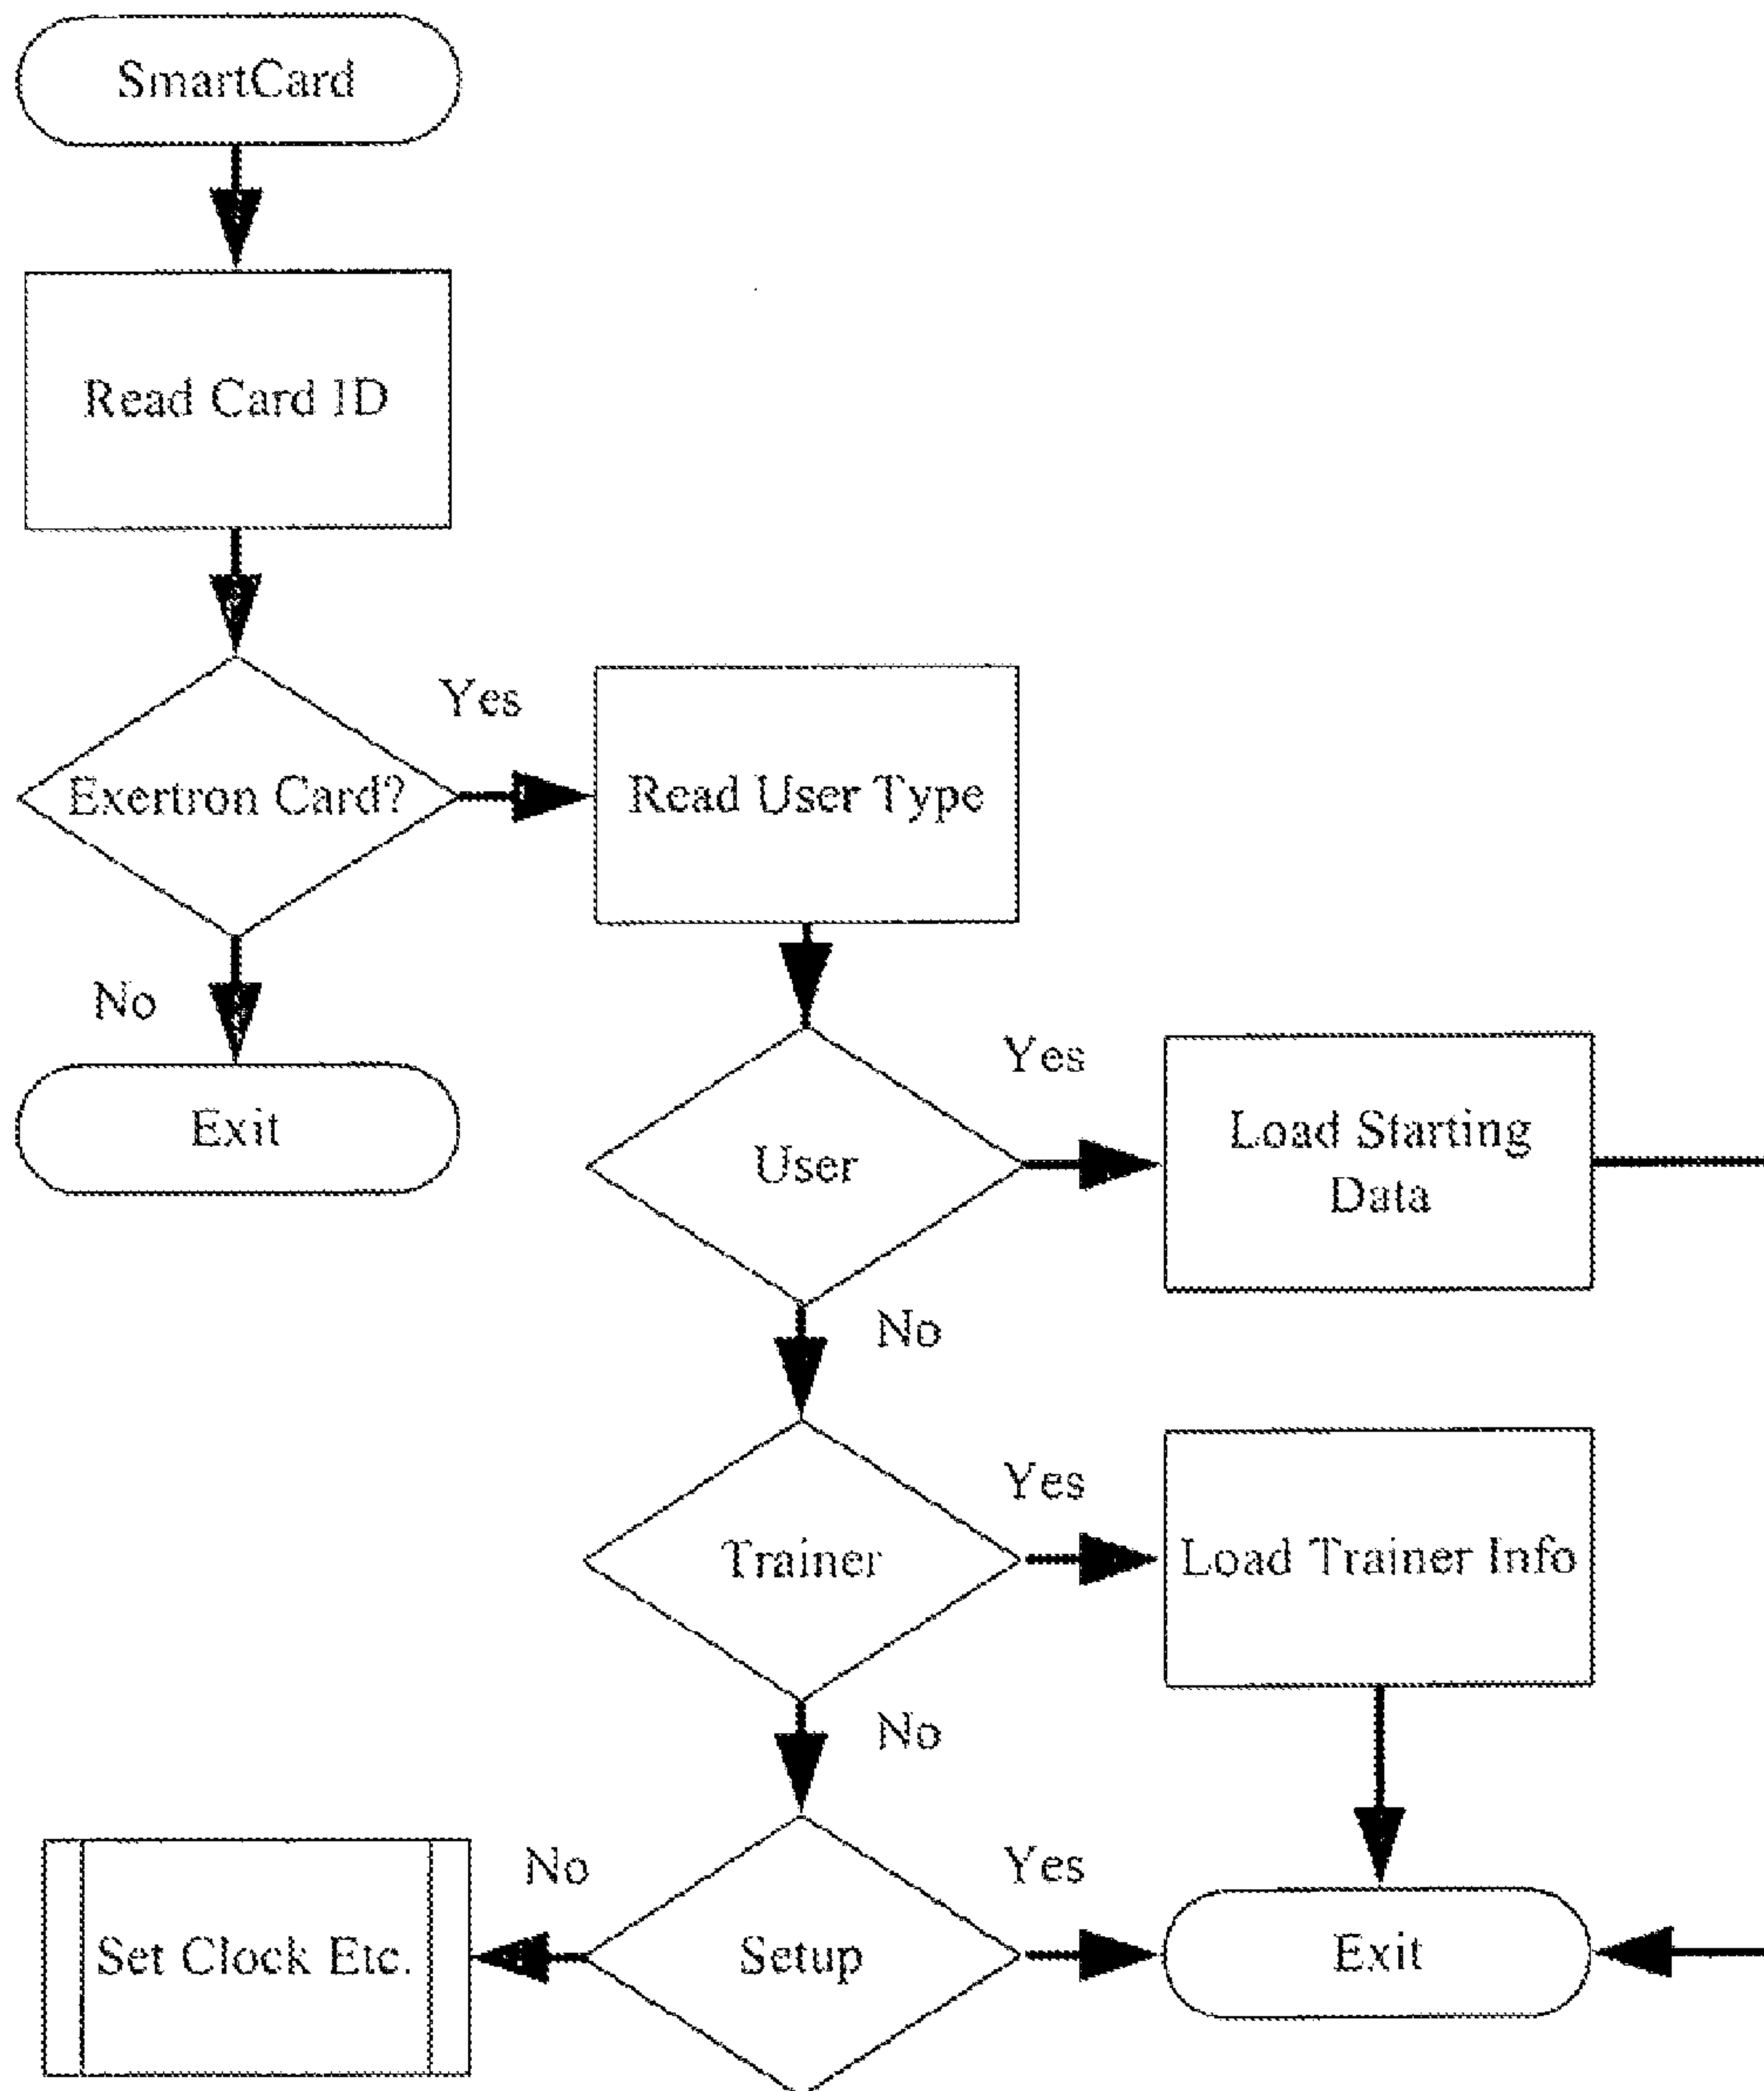 SmartCard
Read Card ID
Yes
Exertron Card?
Read User Type
No
Exit
Yes
User
Load Starting
Data
No
Yes
Trainer
Load Trainer Info
No
No
Yes
Set Clock Etc.
Setup
Exit